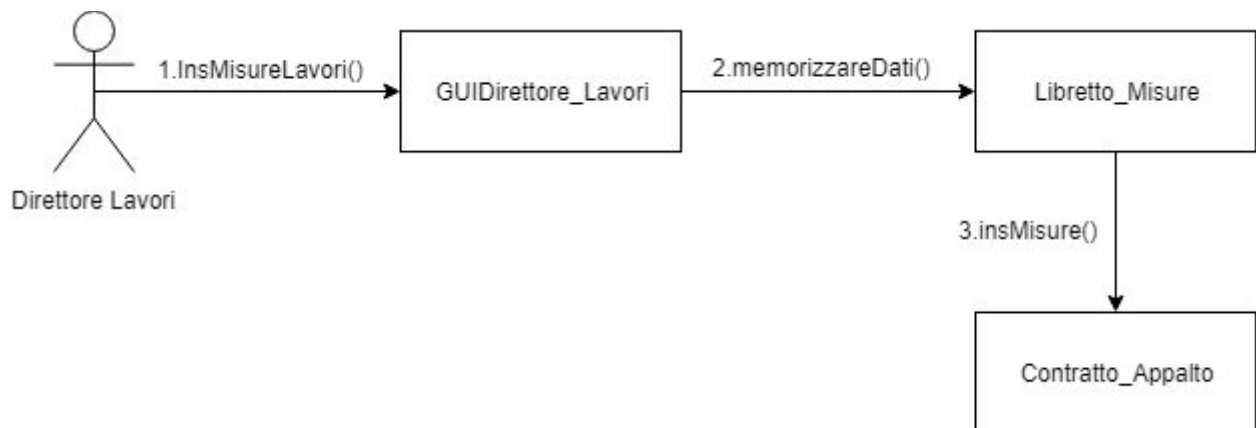 1.InsMisureLavori()
GUIDirettore_Lavori
2.memorizzareDati()
Libretto_Misure
Direttore Lavori
3.insMisure()
Contratto_Appalto